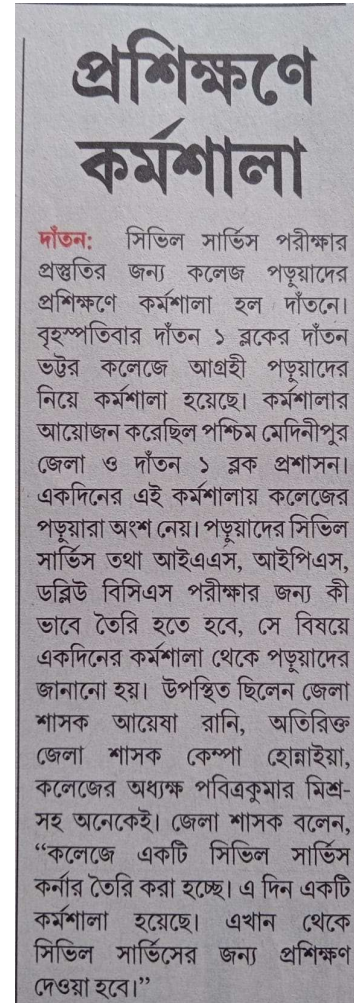 প্রশিক্ষণে
কর্মশালা
দাঁতন: সিভিল সার্ভিস পরীক্ষার
প্রস্তুতির জন্য কলেজ পড়ুয়াদের
প্রশিক্ষণে কর্মশালা হল দাঁতনে।
বৃহস্পতিবার দাঁতন ১ ব্লকের দাঁতন
ভট্টর কলেজে আগ্রহী পড়ুয়াদের
নিয়ে কর্মশালা হয়েছে। কর্মশালার
আয়োজন করেছিল পশ্চিম মেদিনীপুর
জেলা ও দাঁতন ১ ব্লক প্রশাসন।
একদিনের এই কর্মশালায় কলেজের
পড়ুয়ারা অংশ নেয়। পড়ুয়াদের সিভিল
সার্ভিস তথা আইএএস, আইপিএস,
ডব্লিউ বিসিএস পরীক্ষার জন্য কী
ভাবে তৈরি হতে হবে, সে বিষয়ে
একদিনের কর্মশালা থেকে পড়ুয়াদের
জানানো হয়। উপস্থিত ছিলেন জেলা
শাসক আয়েষা রানি, অতিরিক্ত
জেলা শাসক কেম্পা হোন্নাইয়া,
কলেজের অধ্যক্ষ পবিত্রকুমার মিশ্র-
সহ অনেকেই। জেলা শাসক বলেন,
“কলেজে একটি সিভিল সার্ভিস
কর্নার তৈরি করা হচ্ছে। এ দিন একটি
কর্মশালা হয়েছে। এখান থেকে
সিভিল সার্ভিসের জন্য প্রশিক্ষণ
দেওয়া হবে।”